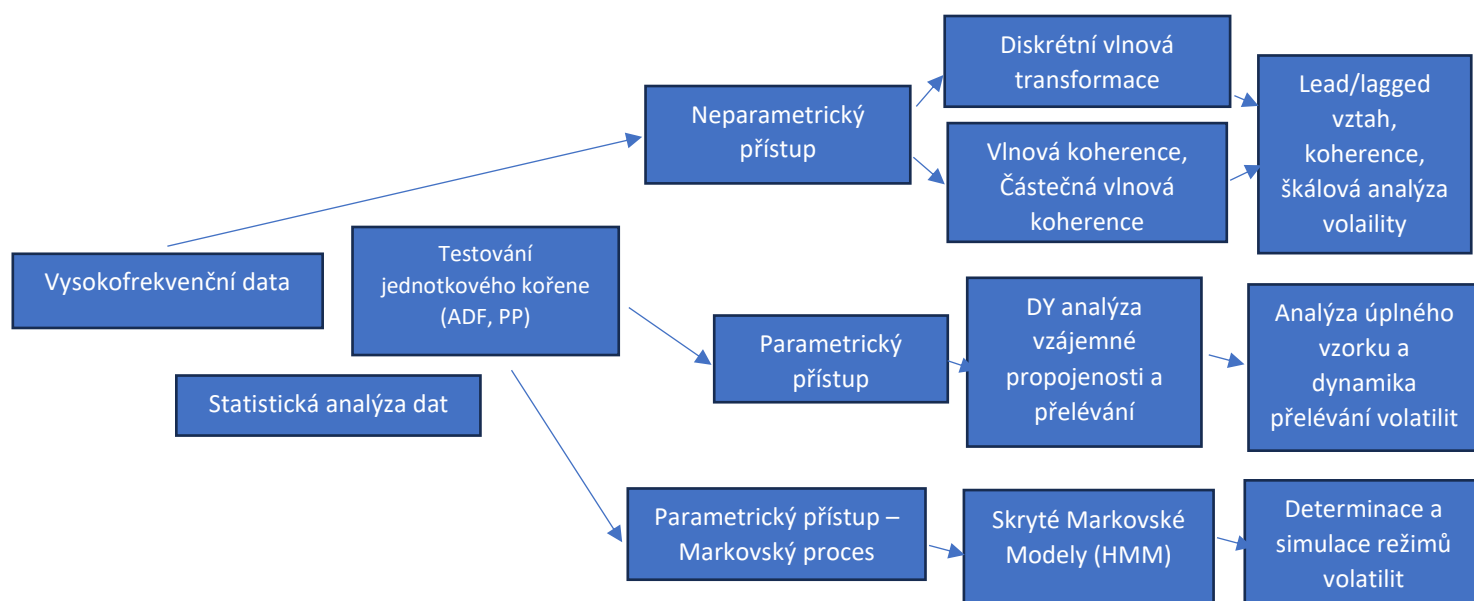 Diskrétní vlnová
transformace
Lead/lagged
vztah,
koherence,
škálová analýza
volaility
Neparametrický
přístup
Vlnová koherence,
Částečná vlnová
koherence
Vysokofrekvenční data
Testování
jednotkového kořene
(ADF, PP)
Statistická analýza dat
Parametrický
přístup
DY analýza
vzájemné
propojenosti a
přelévání
Analýza úplného
vzorku a
dynamika
přelévání volatilit
Parametrický přístup –
Markovský proces
Skryté Markovské
Modely (HMM)
Determinace a
simulace režimů
volatilit